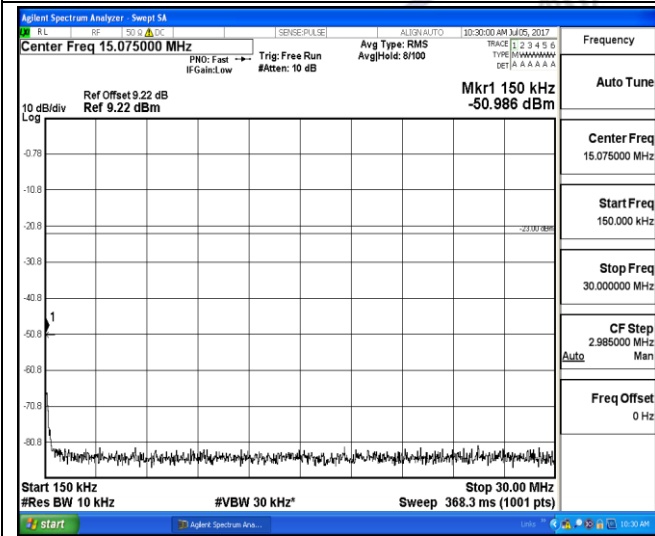 Agilent Spectrum Analyzer - Swept SA
RL RF 50 Ω DC SENSE:PULSE ALIGN AUTO 10:30:00 AM Jul 05, 2017
Center Freq 15.075000 MHz
PNO: Fast
IFGain:Low
Trig: Free Run
#Atten: 10 dB
Avg Type: RMS
Avg|Hold: 8/100
TRACE 1 2 3 4 5 6
TYPE M W W W W W
DET A A A A A A
Ref Offset 9.22 dB
10 dB/div Ref 9.22 dBm
Log
Mkr1 150 kHz
-50.986 dBm
-0.78
-10.8
-20.8
-23.00 dBm
-30.8
-40.8
1
-50.8
-60.8
-70.8
-80.8
Start 150 kHz Stop 30.00 MHz
#Res BW 10 kHz #VBW 30 kHz* Sweep 368.3 ms (1001 pts)
Frequency
Auto Tune
Center Freq
15.075000 MHz
Start Freq
150.000 kHz
Stop Freq
30.000000 MHz
CF Step
2.985000 MHz
Auto Man
Freq Offset
0 Hz
start Agilent Spectrum Ana... Links » 10:30 AM